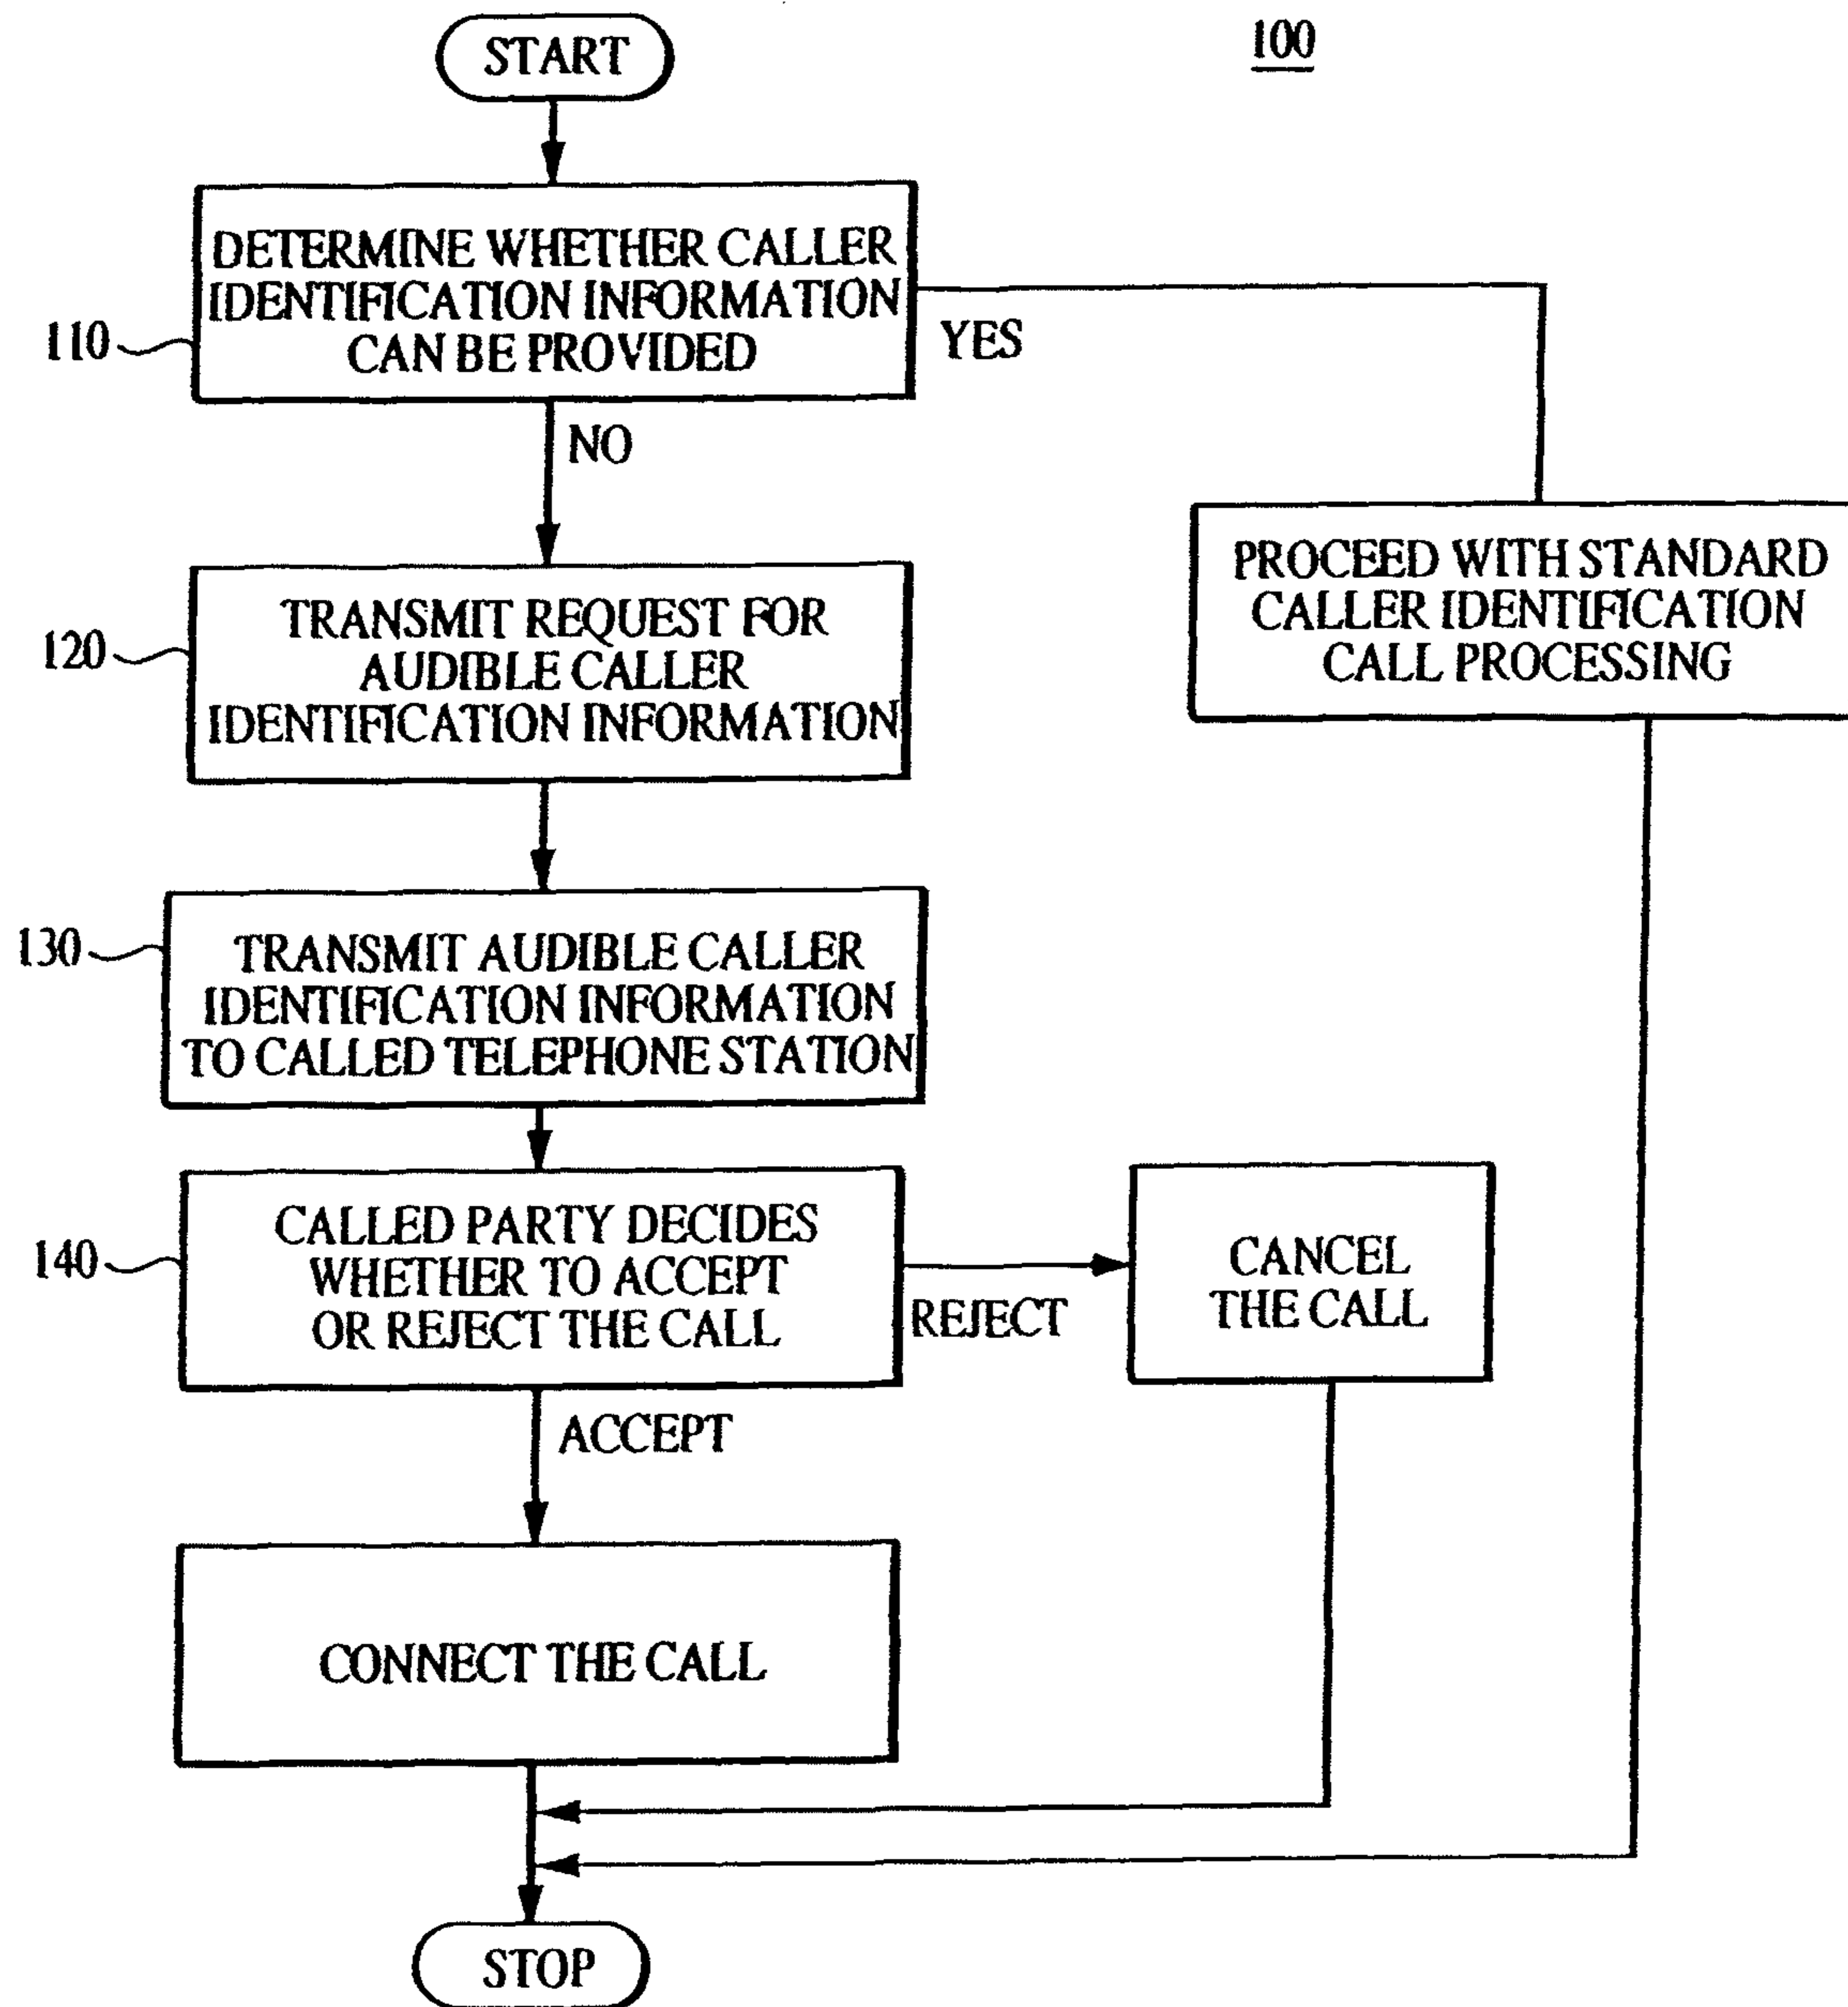 START
100
DETERMINE WHETHER CALLER
IDENTIFICATION INFORMATION
CAN BE PROVIDED
110
YES
NO
PROCEED WITH STANDARD
CALLER IDENTIFICATION
CALL PROCESSING
TRANSMIT REQUEST FOR
AUDIBLE CALLER
IDENTIFICATION INFORMATION
120
TRANSMIT AUDIBLE CALLER
IDENTIFICATION INFORMATION
TO CALLED TELEPHONE STATION
130
CALLED PARTY DECIDES
WHETHER TO ACCEPT
OR REJECT THE CALL
140
REJECT
CANCEL
THE CALL
ACCEPT
CONNECT THE CALL
STOP